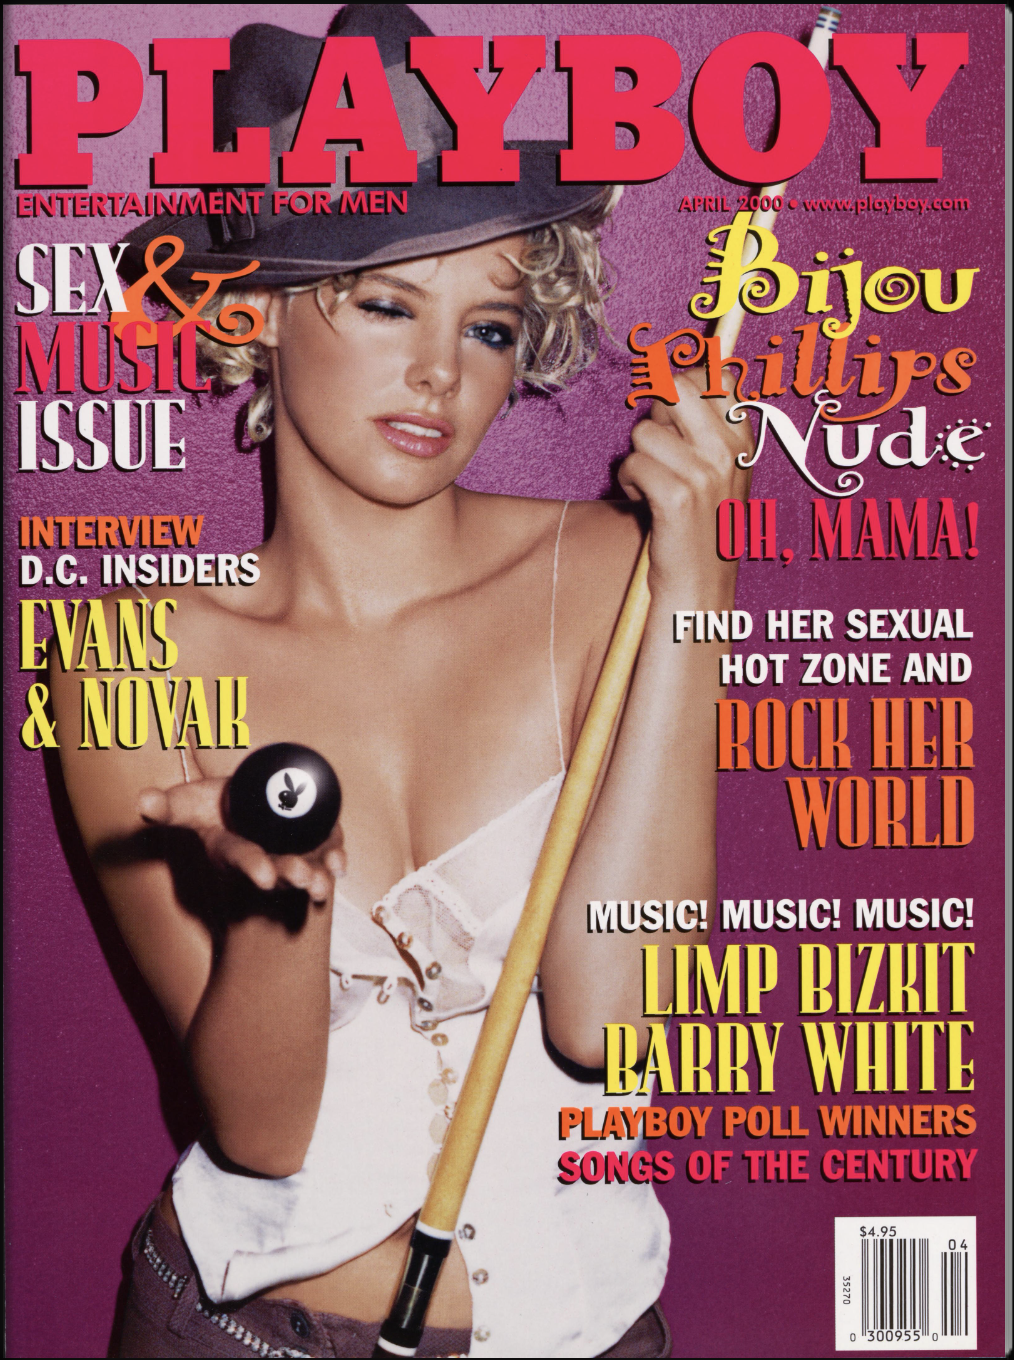 PLAYBOY
ENTERTAINMENT FOR MEN
APRIL 2000 • www.playboy.com
SEX &
MUSIC
ISSUE
INTERVIEW
D.C. INSIDERS
EVANS
& NOVAK
Bijou
Phillips
Nude
OH, MAMA!
FIND HER SEXUAL
HOT ZONE AND
ROCK HER
WORLD
MUSIC! MUSIC! MUSIC!
LIMP BIZKIT
BARRY WHITE
PLAYBOY POLL WINNERS
SONGS OF THE CENTURY
$4.95
04
35270
0 300955 0